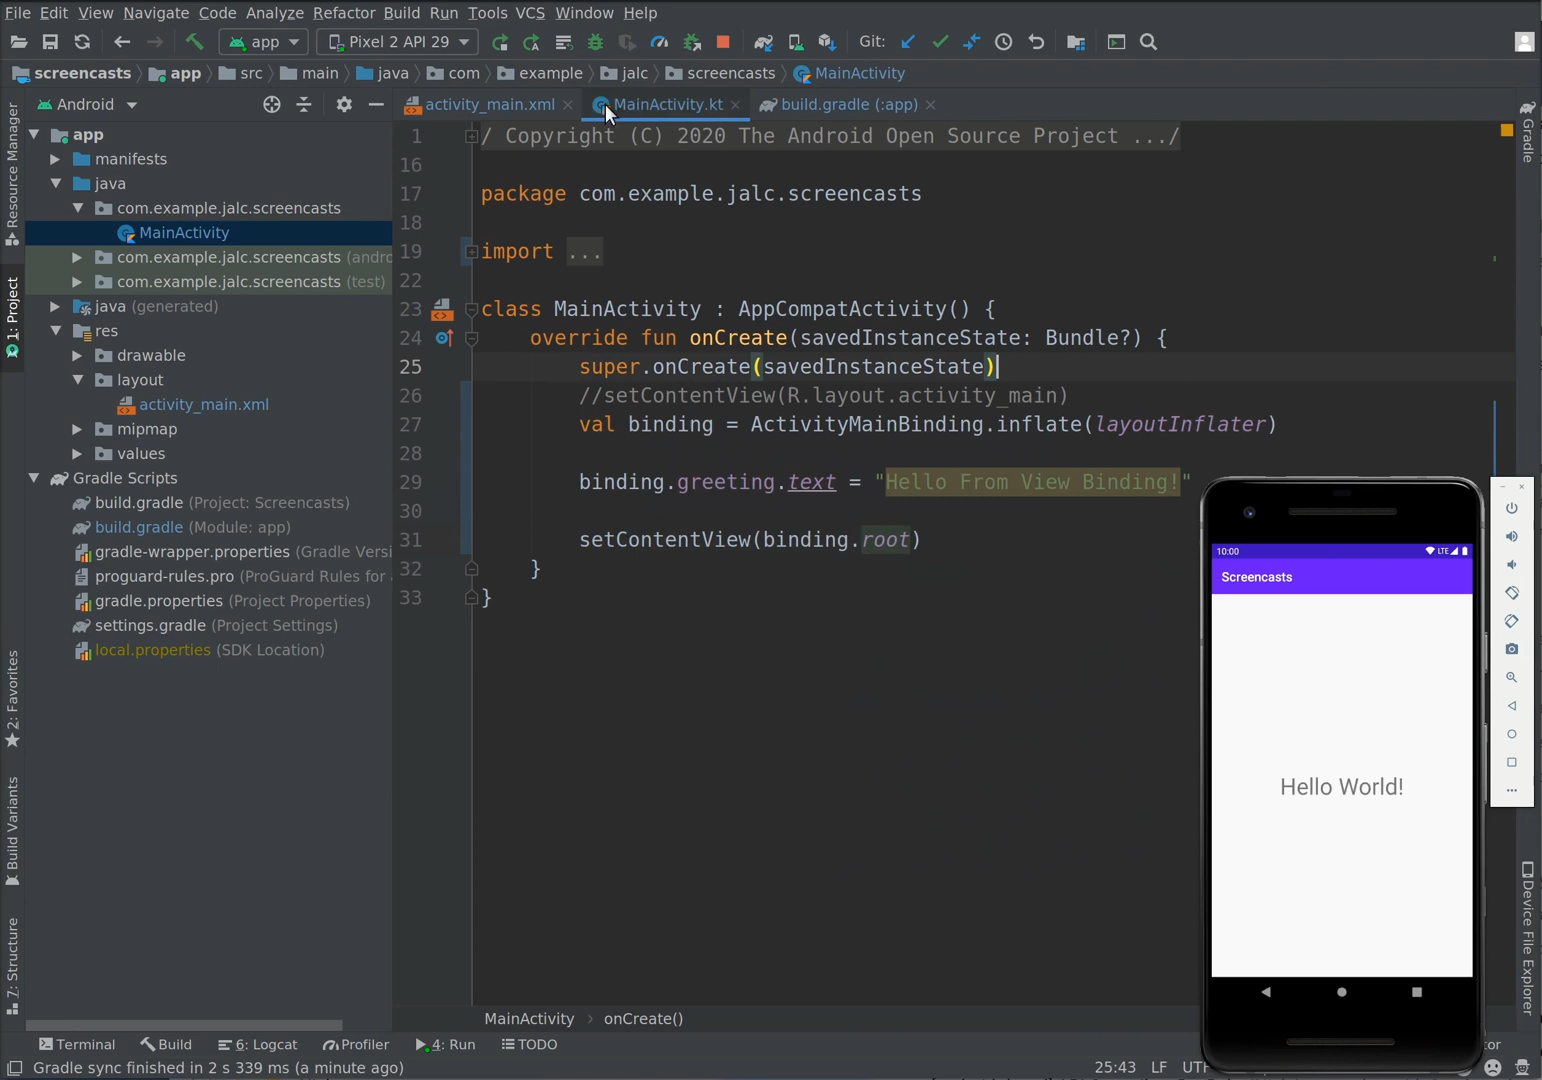 File Edit View Navigate Code Analyze Refactor Build Run Tools VCS Window Help
app Pixel 2 API 29 Git:
screencasts app src main java com example jalc screencasts MainActivity
Android activity_main.xml MainActivity.kt build.gradle (:app)
Resource Manager
1: Project
2: Favorites
Build Variants
7: Structure
app
manifests
java
com.example.jalc.screencasts
MainActivity
com.example.jalc.screencasts (andro
com.example.jalc.screencasts (test)
java (generated)
res
drawable
layout
activity_main.xml
mipmap
values
Gradle Scripts
build.gradle (Project: Screencasts)
build.gradle (Module: app)
gradle-wrapper.properties (Gradle Versi
proguard-rules.pro (ProGuard Rules for
gradle.properties (Project Properties)
settings.gradle (Project Settings)
local.properties (SDK Location)
1 / Copyright (C) 2020 The Android Open Source Project .../
16
17 package com.example.jalc.screencasts
18
19 import ...
22
23 class MainActivity : AppCompatActivity() {
24 override fun onCreate(savedInstanceState: Bundle?) {
25 super.onCreate(savedInstanceState)
26 //setContentView(R.layout.activity_main)
27 val binding = ActivityMainBinding.inflate(layoutInflater)
28
29 binding.greeting.text = "Hello From View Binding!"
30
31 setContentView(binding.root)
32 }
33 }
10:00 LTE
Screencasts
Hello World!
Gradle
Device File Explorer
MainActivity › onCreate()
Terminal Build 6: Logcat Profiler 4: Run TODO
Gradle sync finished in 2 s 339 ms (a minute ago) 25:43 LF